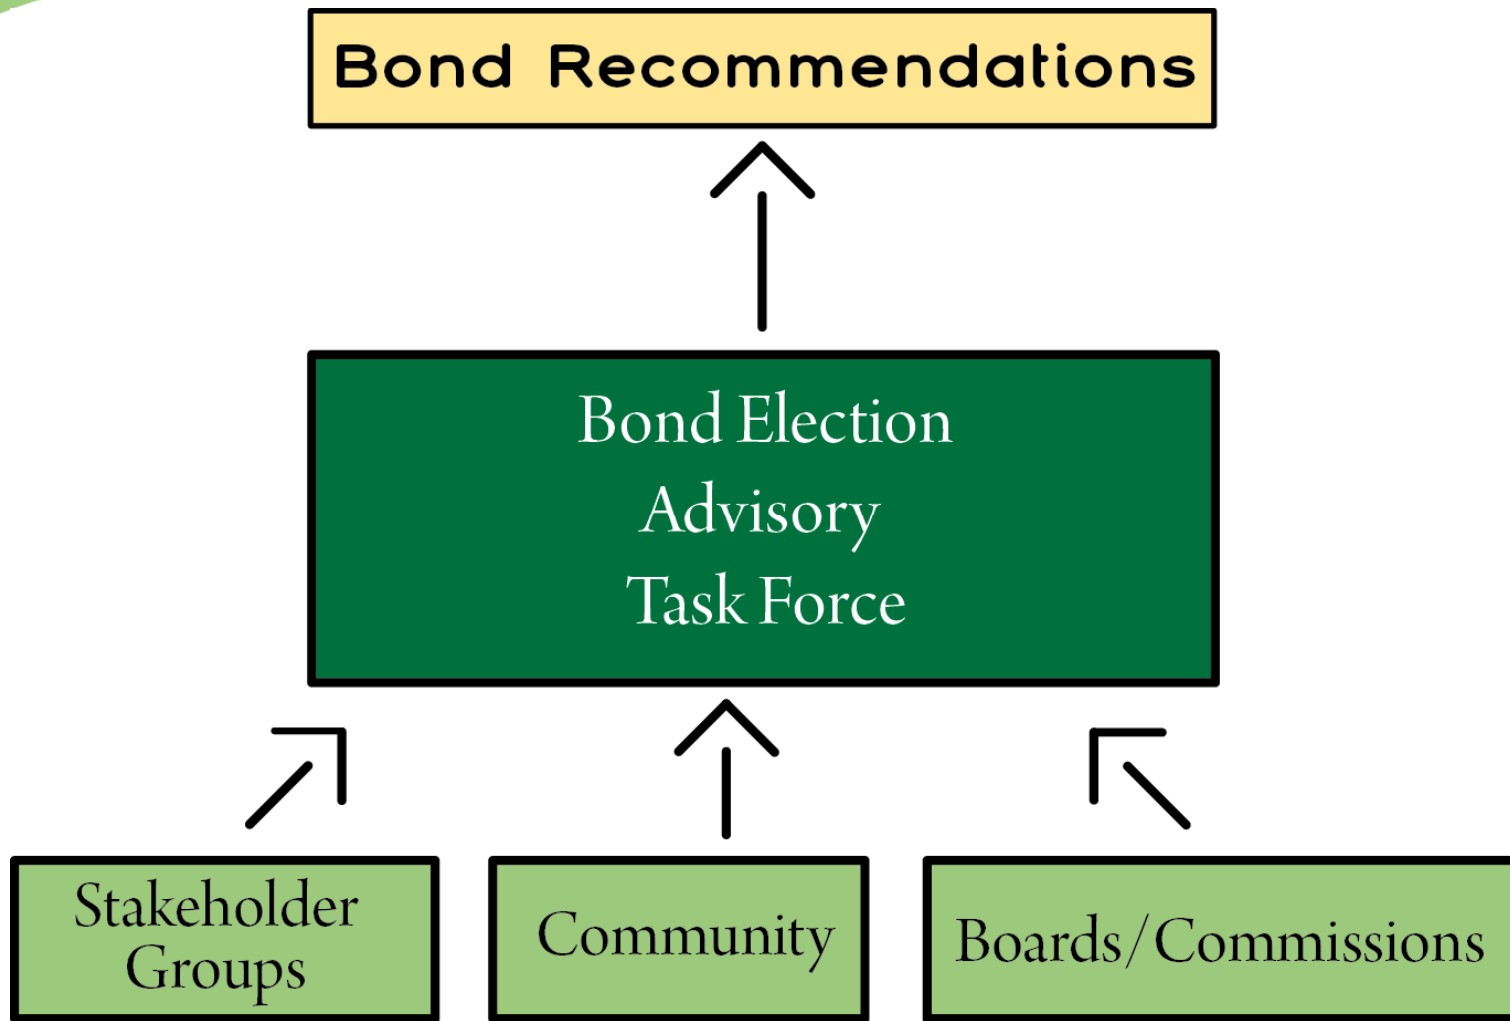 Bond Recommendations
Bond Election
Advisory
Task Force
Stakeholder
Groups
Community
Boards/Commissions